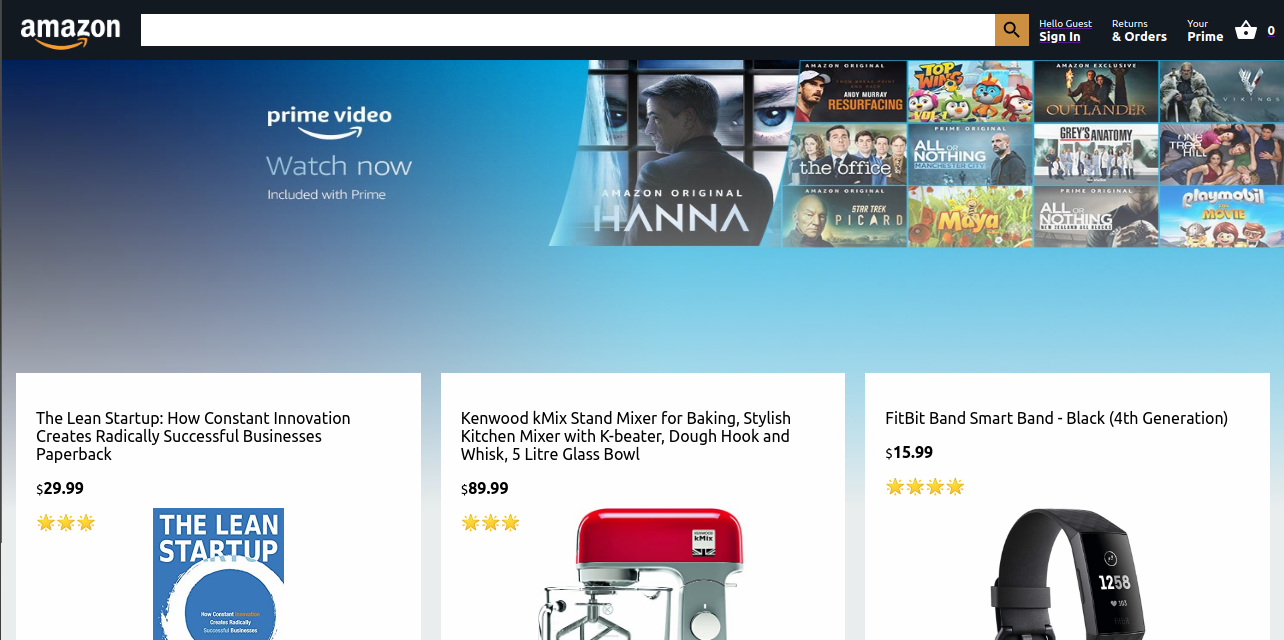 amazon
Hello Guest
Sign In
Returns
& Orders
Your
Prime
0
prime video
Watch now
Included with Prime
AMAZON ORIGINAL
HANNA
AMAZON ORIGINAL
ANDY MURRAY
RESURFACING
TOP
WING
VOL 1
AMAZON EXCLUSIVE
OUTLANDER
VIKINGS
the office
PRIME ORIGINAL
ALL OR
NOTHING
MANCHESTER CITY
GREY'S ANATOMY
ONE
TREE
HILL
AMAZON ORIGINAL
STAR TREK
PICARD
Maya
PRIME ORIGINAL
ALL OR
NOTHING
NEW ZEALAND ALL BLACKS
playmobil
MOVIE
The Lean Startup: How Constant Innovation
Creates Radically Successful Businesses
Paperback
$29.99
THE LEAN
STARTUP
How Constant Innovation
Creates Radically
Successful Businesses
Kenwood kMix Stand Mixer for Baking, Stylish
Kitchen Mixer with K-beater, Dough Hook and
Whisk, 5 Litre Glass Bowl
$89.99
KENWOOD
kMix
FitBit Band Smart Band - Black (4th Generation)
$15.99
1258
103